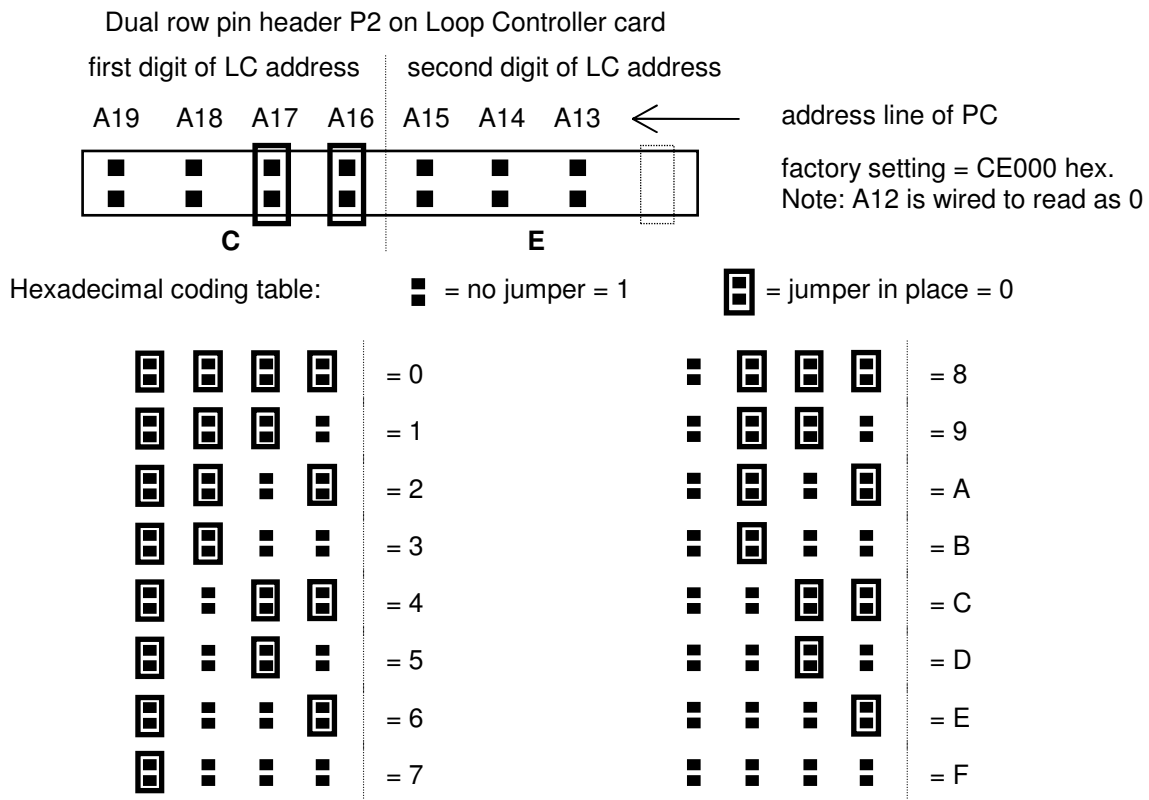 Dual row pin header P2 on Loop Controller card
first digit of LC address second digit of LC address
A19 A18 A17 A16 A15 A14 A13 address line of PC
factory setting = CE000 hex.
Note: A12 is wired to read as 0
C E
Hexadecimal coding table: = no jumper = 1 = jumper in place = 0
= 0 = 8
= 1 = 9
= 2 = A
= 3 = B
= 4 = C
= 5 = D
= 6 = E
= 7 = F